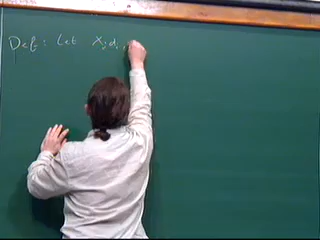 Def: Let X, d,